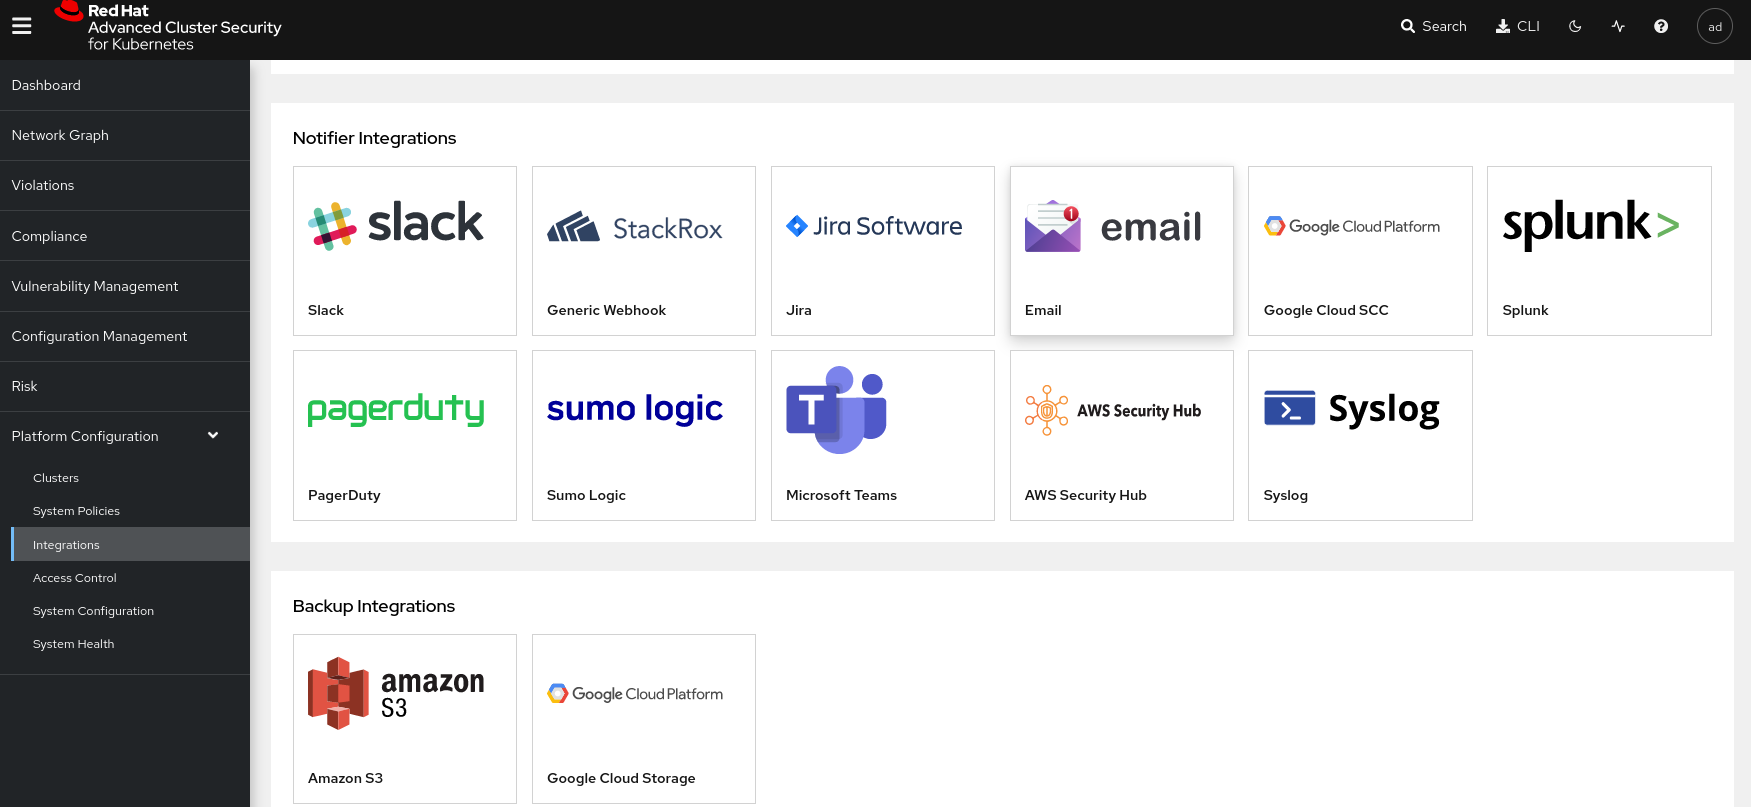 Red Hat
Advanced Cluster Security
for Kubernetes
Search
CLI
ad
Dashboard
Network Graph
Violations
Compliance
Vulnerability Management
Configuration Management
Risk
Platform Configuration
Clusters
System Policies
Integrations
Access Control
System Configuration
System Health
Notifier Integrations
slack
Slack
StackRox
Generic Webhook
Jira Software
Jira
1
email
Email
Google Cloud Platform
Google Cloud SCC
splunk>
Splunk
pagerduty
PagerDuty
sumo logic
Sumo Logic
T
Microsoft Teams
AWS Security Hub
AWS Security Hub
Syslog
Syslog
Backup Integrations
amazon
S3
Amazon S3
Google Cloud Platform
Google Cloud Storage